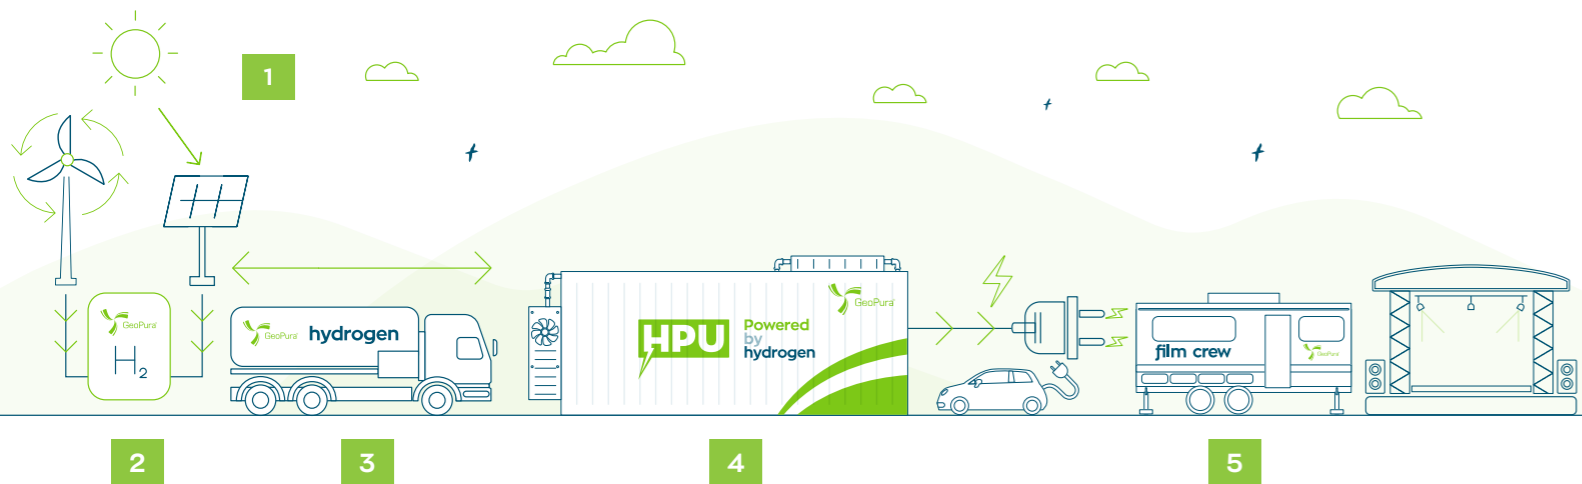 1
GeoPura
H2
GeoPura
hydrogen
HPU
Powered
by
hydrogen
GeoPura
film crew
GeoPura
2
3
4
5